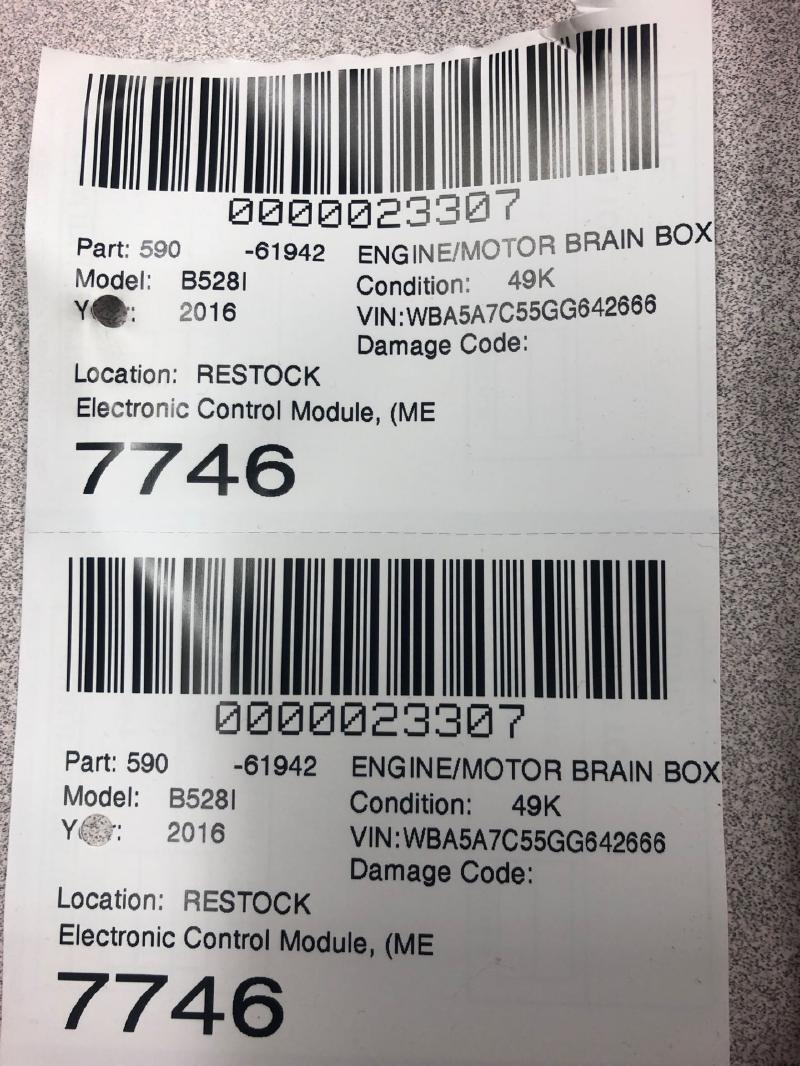 0000023307
Part: 590 -61942 ENGINE/MOTOR BRAIN BOX
Model: B528I Condition: 49K
Y r: 2016 VIN:WBA5A7C55GG642666
Damage Code:
Location: RESTOCK
Electronic Control Module, (ME
7746
0000023307
Part: 590 -61942 ENGINE/MOTOR BRAIN BOX
Model: B528I Condition: 49K
Y r: 2016 VIN:WBA5A7C55GG642666
Damage Code:
Location: RESTOCK
Electronic Control Module, (ME
7746